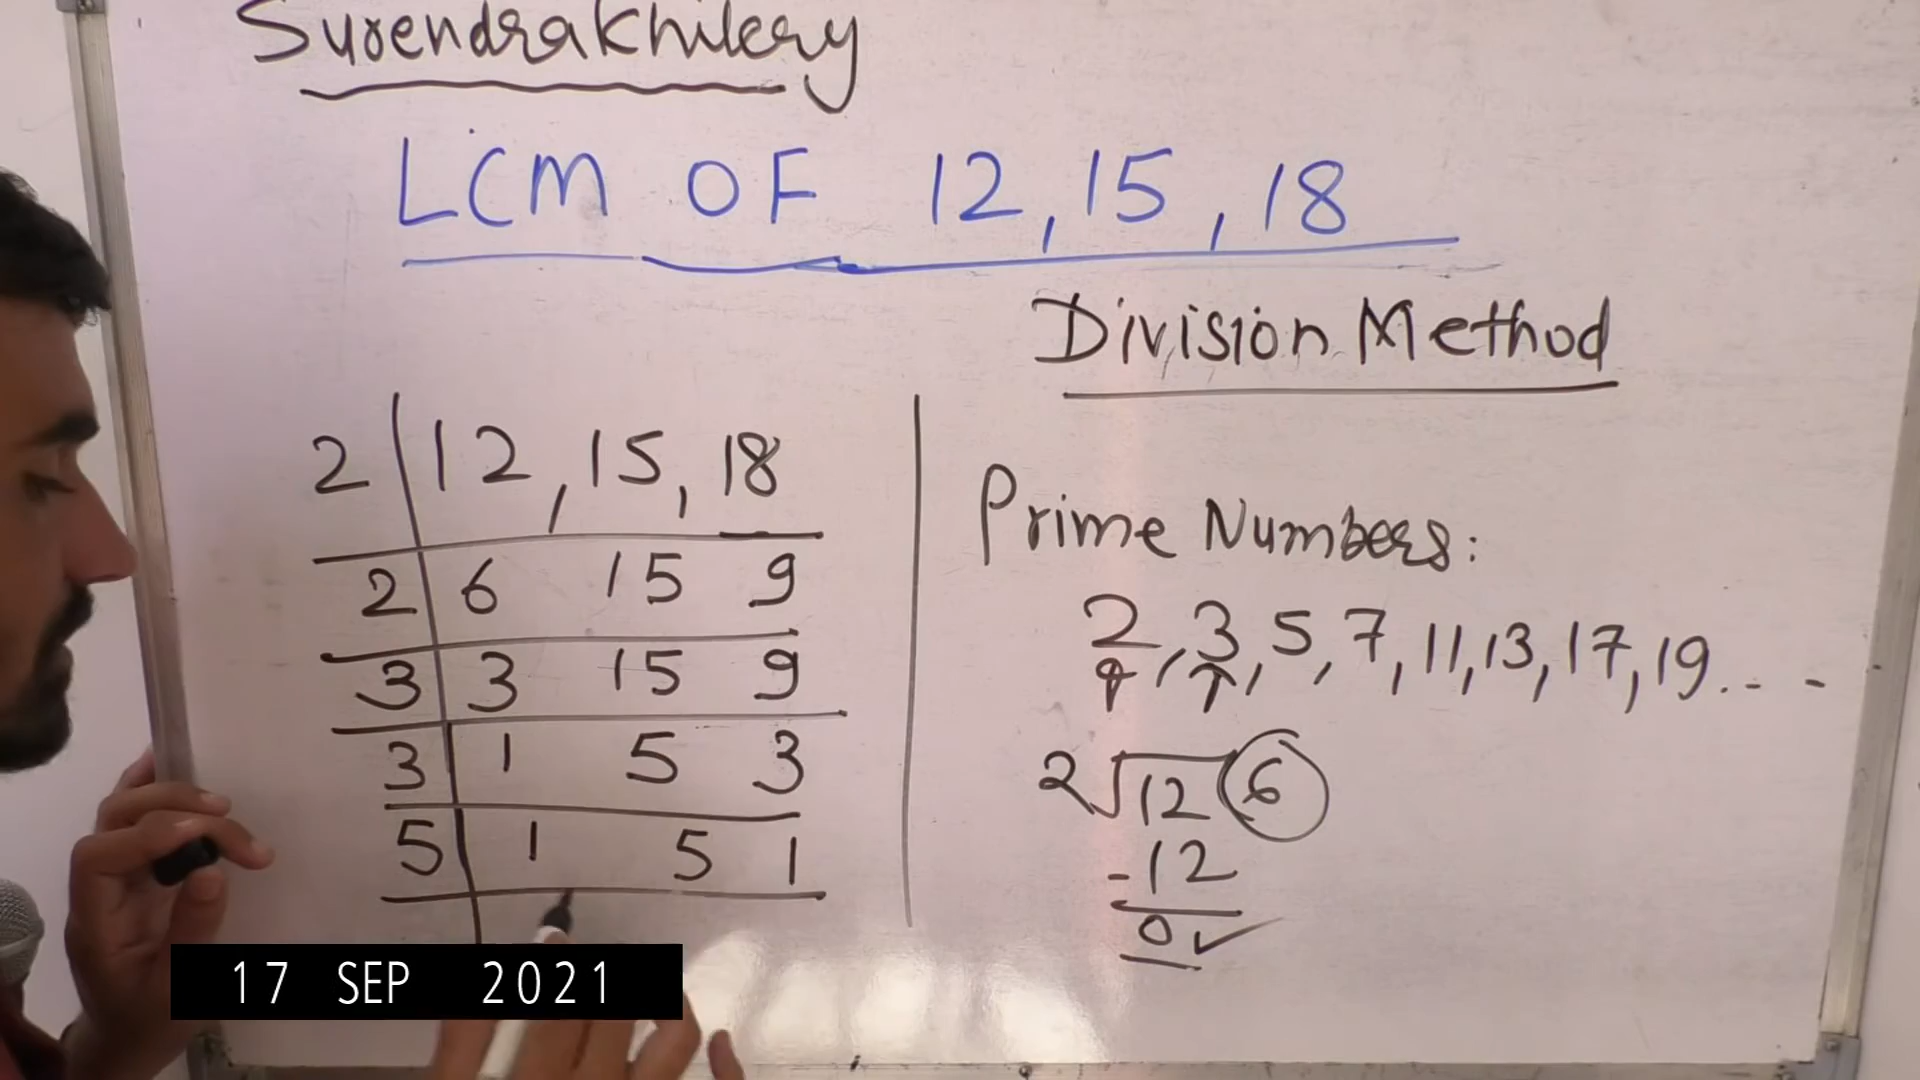 Surendrakhilery
LCM OF 12, 15, 18
Division Method
2 12, 15, 18
2 6 15 9
3 3 15 9
3 1 5 3
5 1 5 1
Prime Numbers:
2, 3, 5, 7, 11, 13, 17, 19. - -
2 12 6
-12
0 ✓
17 SEP 2021